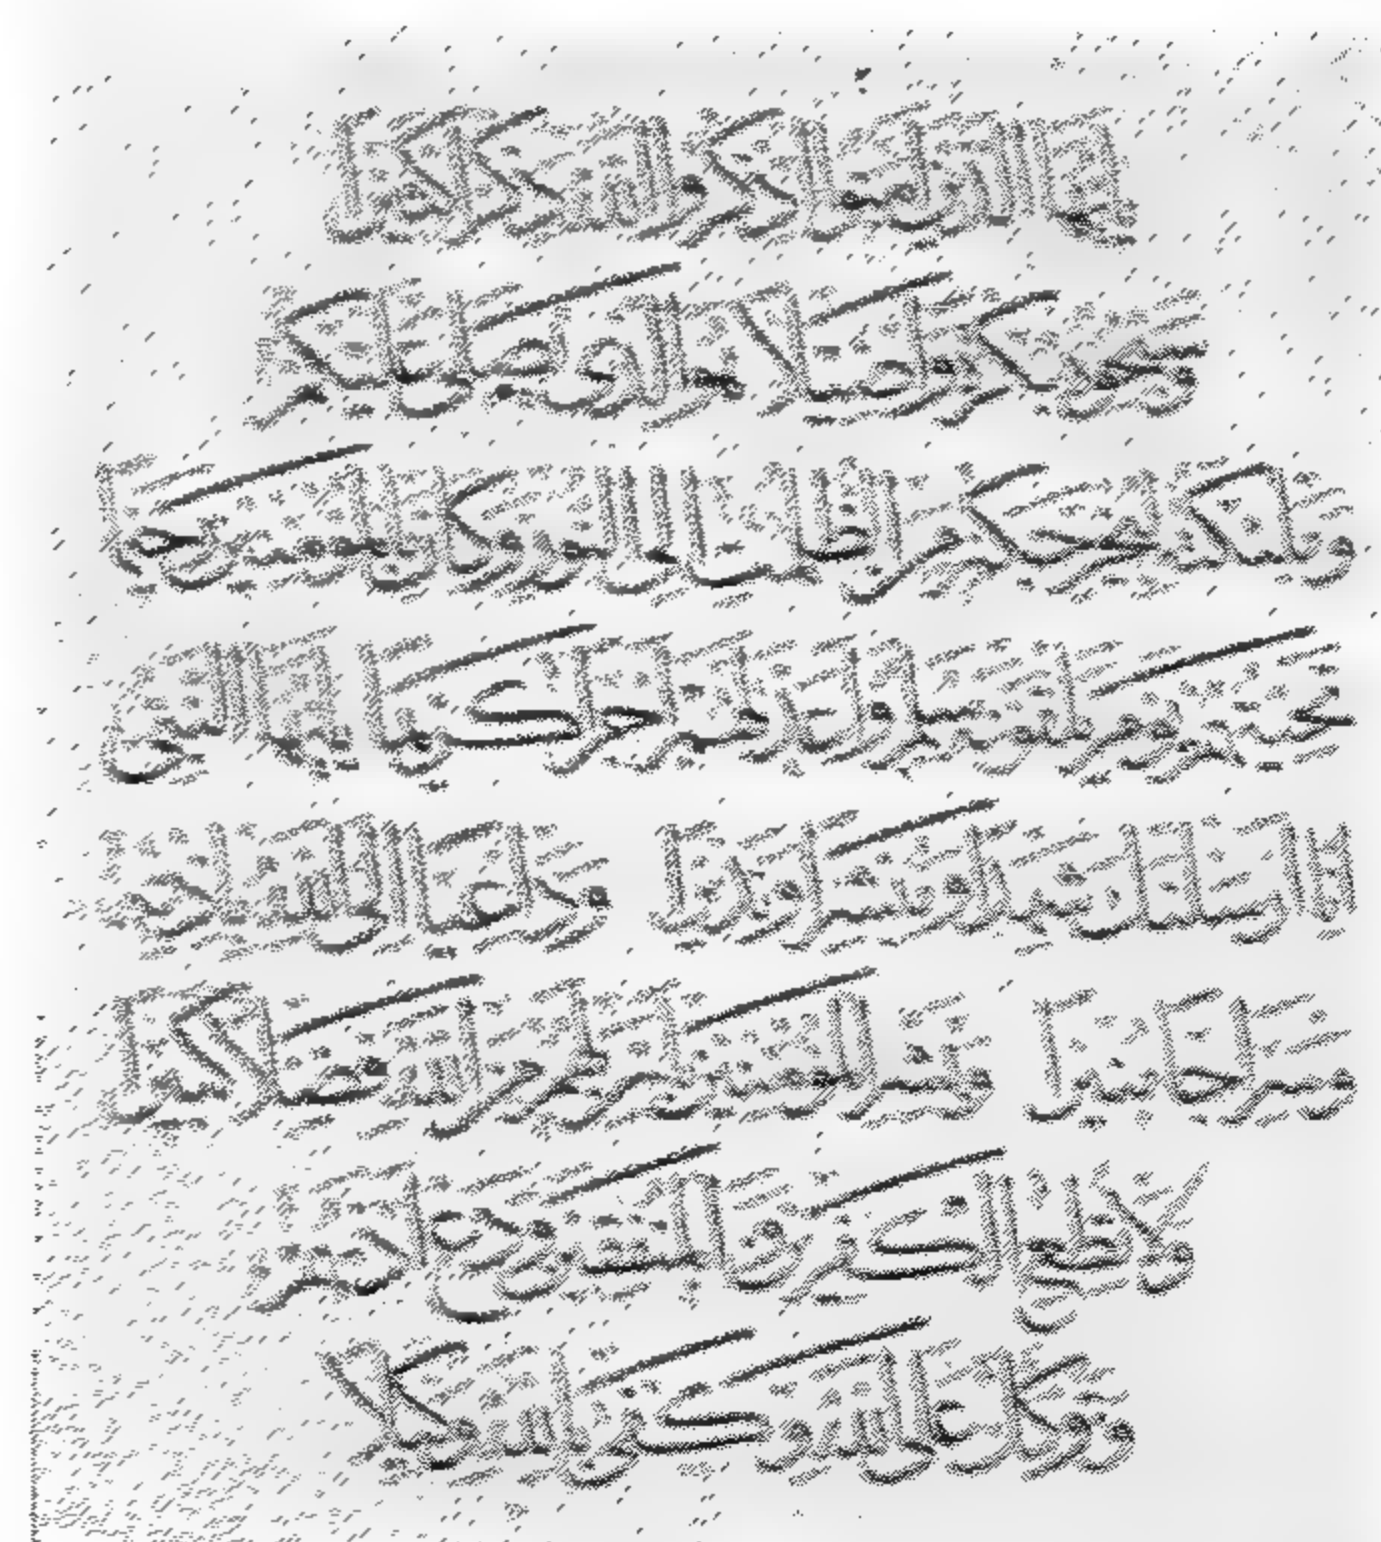 يا أيها الذين آمنوا اذكروا الله ذكرا كثيرا
وسبحوه بكرة وأصيلا هو الذي يصلي عليكم
وملائكته ليخرجكم من الظلمات إلى النور وكان بالمؤمنين رحيما
تحيتهم يوم يلقونه سلام وأعد لهم أجرا كريما يا أيها النبي
إنا أرسلناك شاهدا ومبشرا ونذيرا وداعيا إلى الله بإذنه
وسراجا منيرا وبشر المؤمنين بأن لهم من الله فضلا كبيرا
ولا تطع الكافرين والمنافقين ودع أذاهم
وتوكل على الله وكفى بالله وكيلا